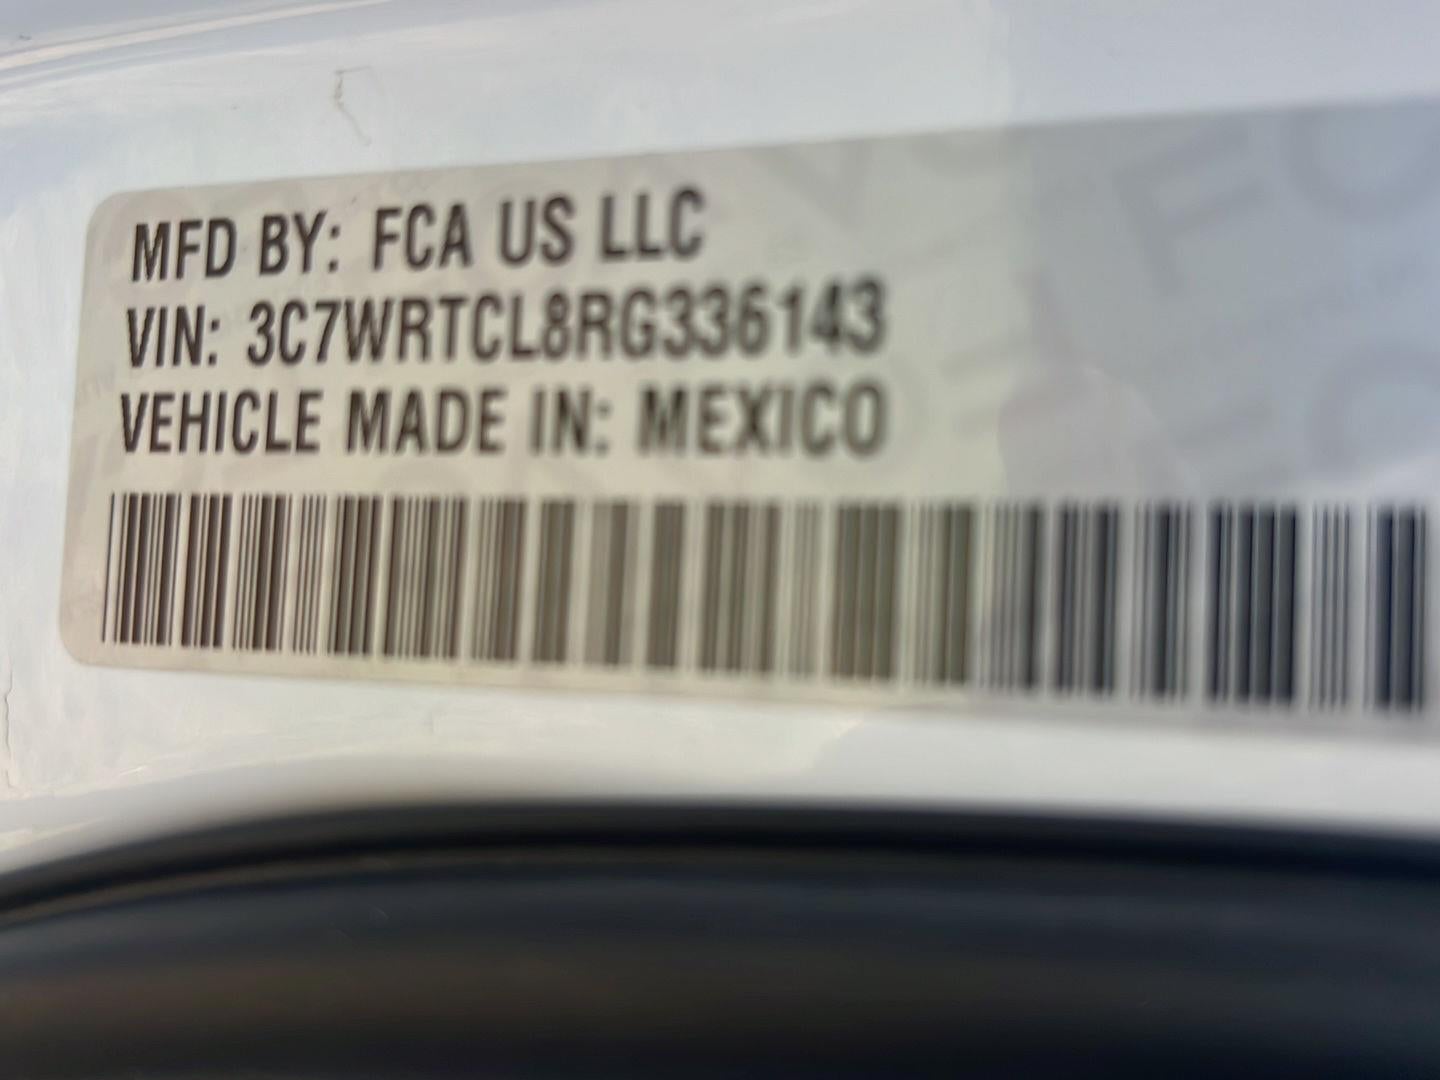 MFD BY: FCA US LLC
VIN: 3C7WRTCL8RG336143
VEHICLE MADE IN: MEXICO